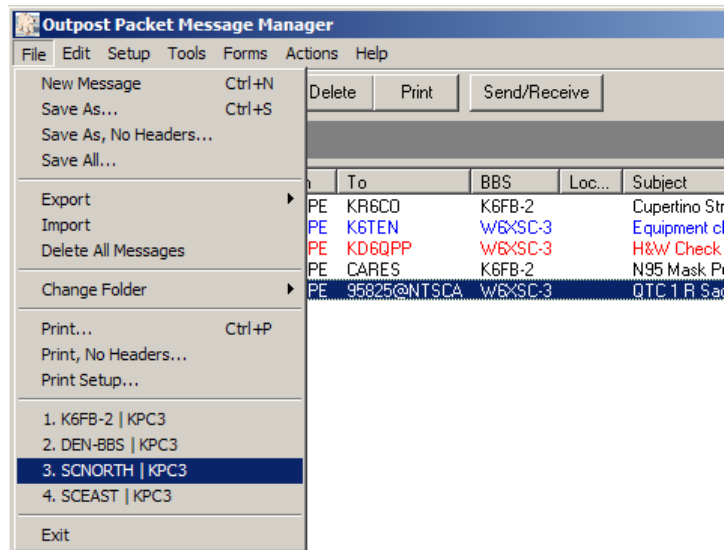 Outpost Packet Message Manager
File Edit Setup Tools Forms Actions Help
New Message Ctrl+N
Save As... Ctrl+S
Save As, No Headers...
Save All...
Export
Import
Delete All Messages
Change Folder
Print... Ctrl+P
Print, No Headers...
Print Setup...
1. K6FB-2 | KPC3
2. DEN-BBS | KPC3
3. SCNORTH | KPC3
4. SCEAST | KPC3
Exit
Delete Print Send/Receive
To BBS Loc... Subject
PE KR6CO K6FB-2 Cupertino Str
PE K6TEN W6XSC-3 Equipment cl
PE KD6QPP W6XSC-3 H&W Check
PE CARES K6FB-2 N95 Mask P
PE 95825@NTSCA W6XSC-3 QTC 1 R Sac